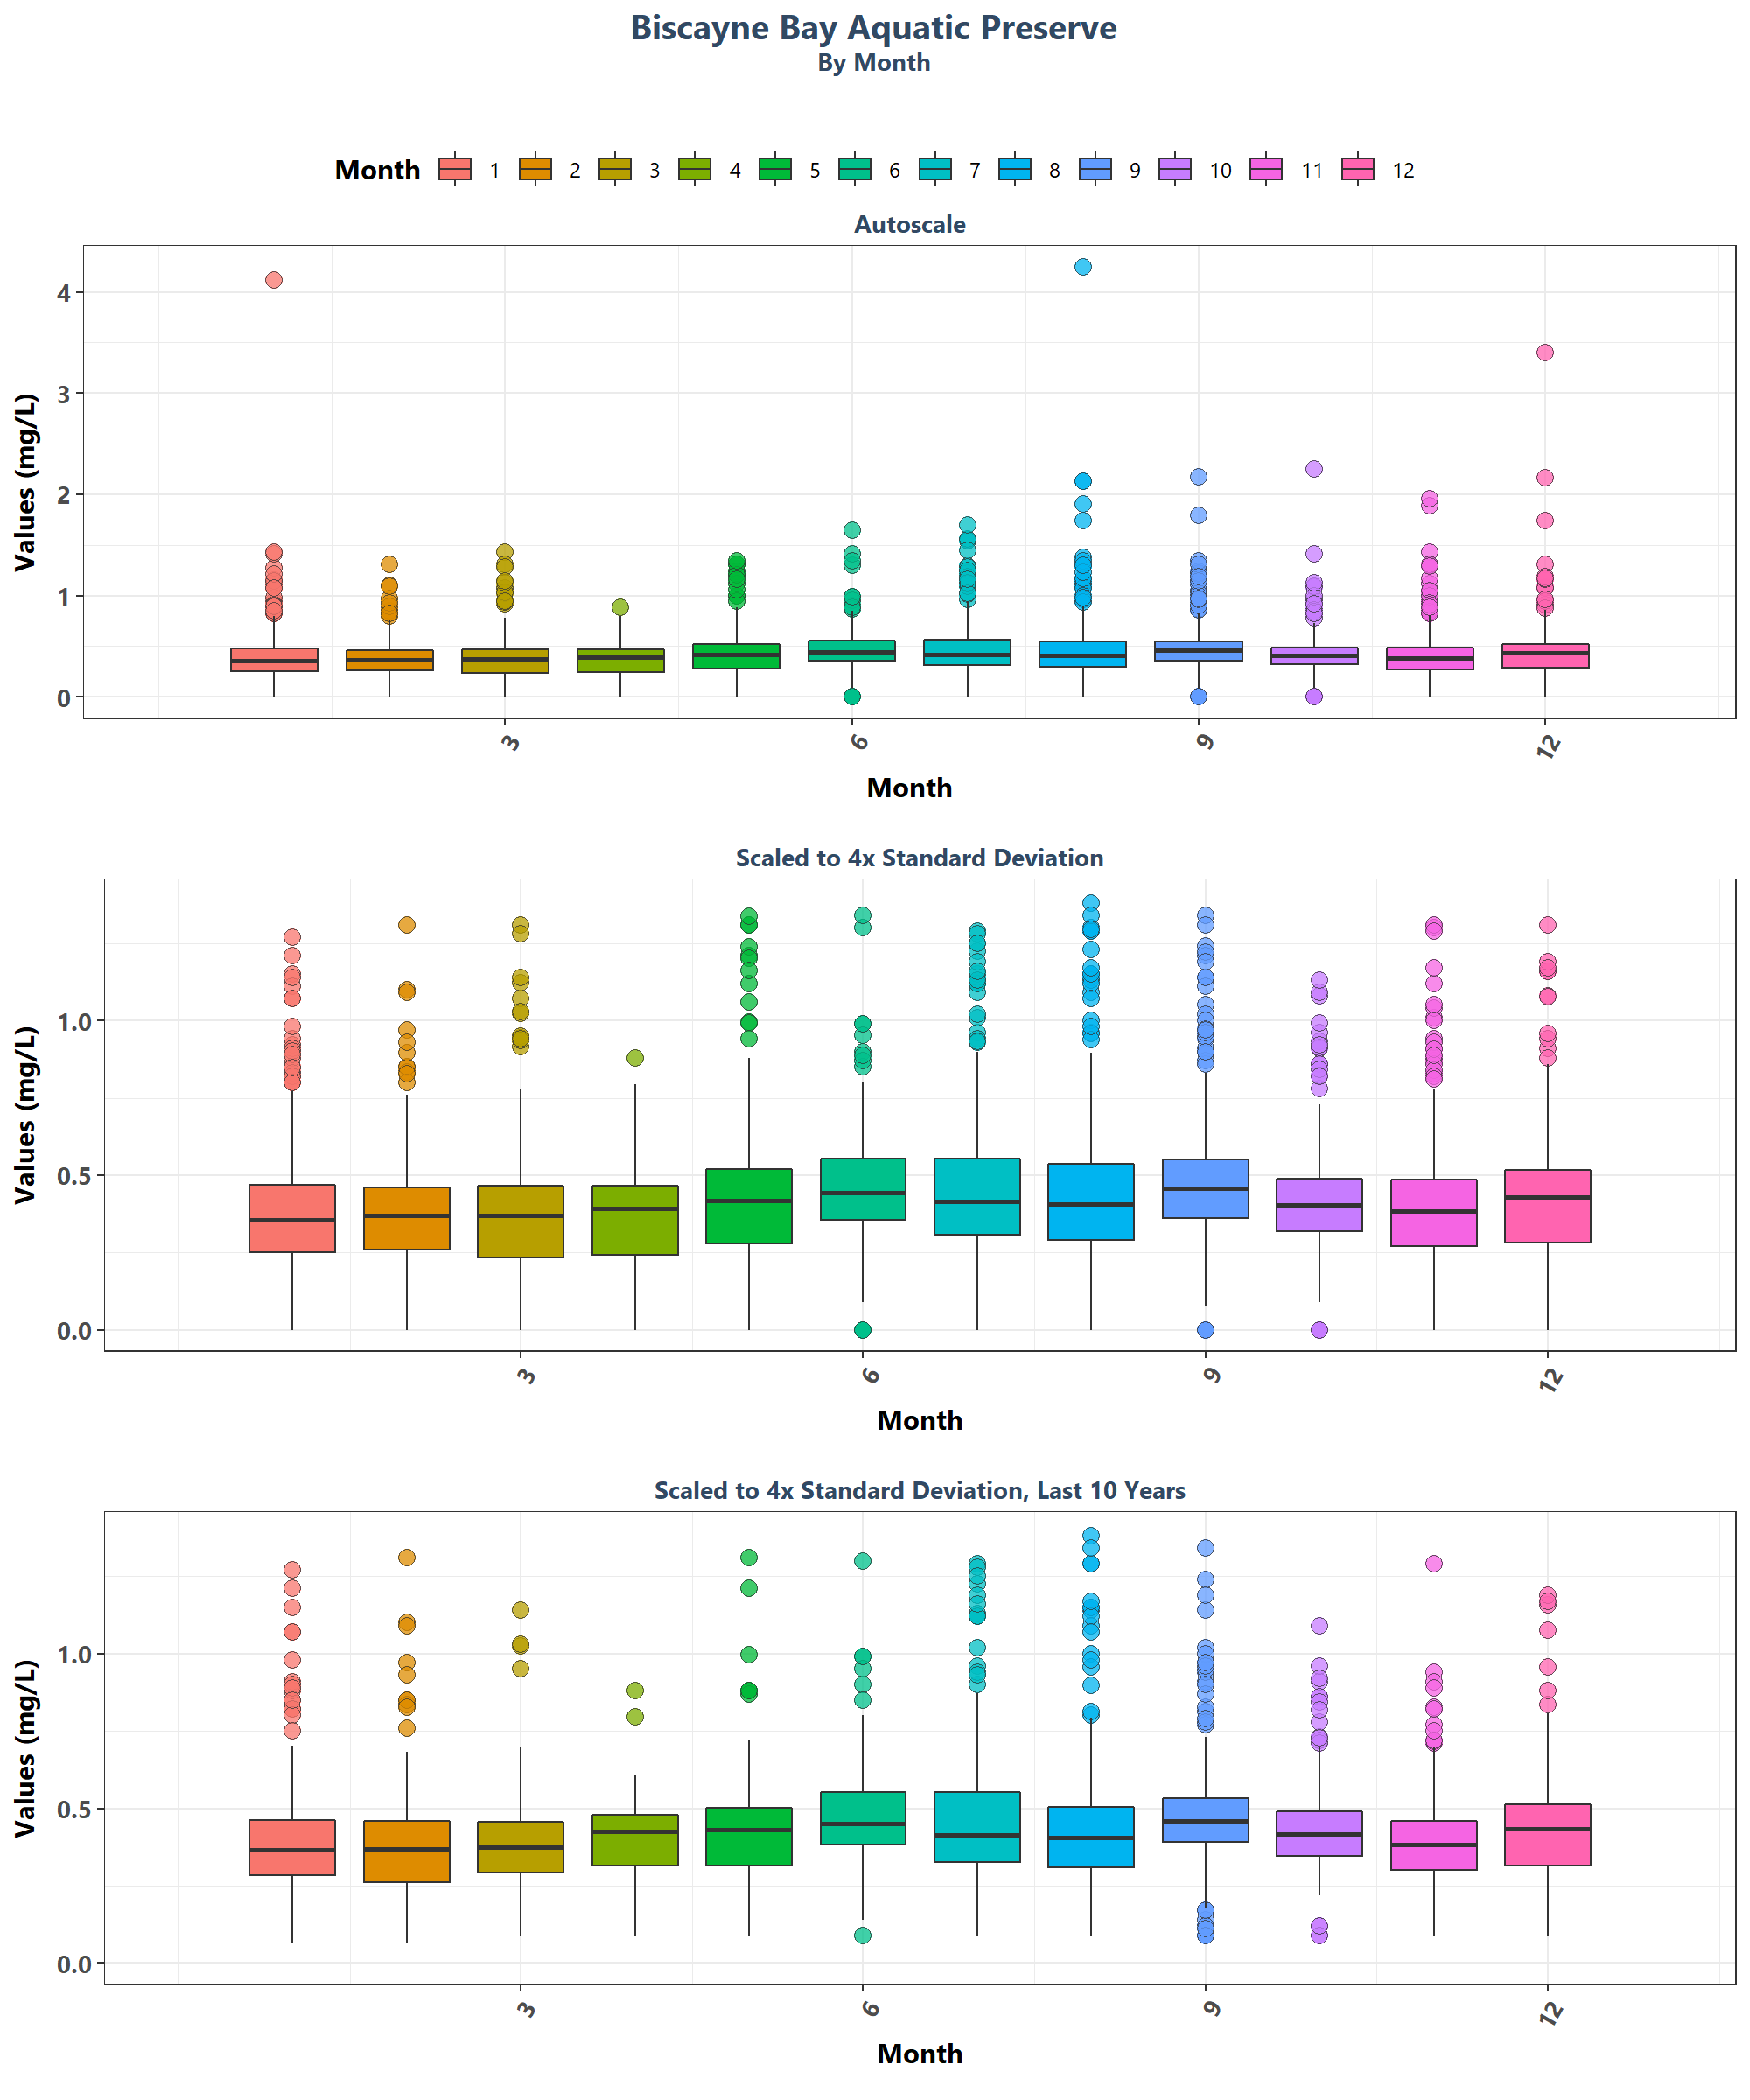 Biscayne Bay Aquatic Preserve
By Month
Month 1 2 3 4 5 6 7 8 9 10 11 12
Autoscale
Values (mg/L)
4
3
2
1
0
3 6 9 12
Month
Scaled to 4x Standard Deviation
Values (mg/L)
1.0
0.5
0.0
3 6 9 12
Month
Scaled to 4x Standard Deviation, Last 10 Years
Values (mg/L)
1.0
0.5
0.0
3 6 9 12
Month